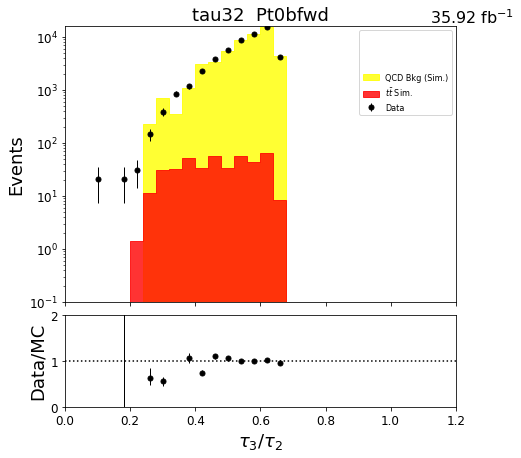 tau32 Pt0bfwd
35.92 fb⁻¹
10⁴
10³
10²
10¹
10⁰
10⁻¹
Events
QCD Bkg (Sim.)
tt̄ Sim.
Data
2
1
0
Data/MC
0.0 0.2 0.4 0.6 0.8 1.0 1.2
τ₃/τ₂